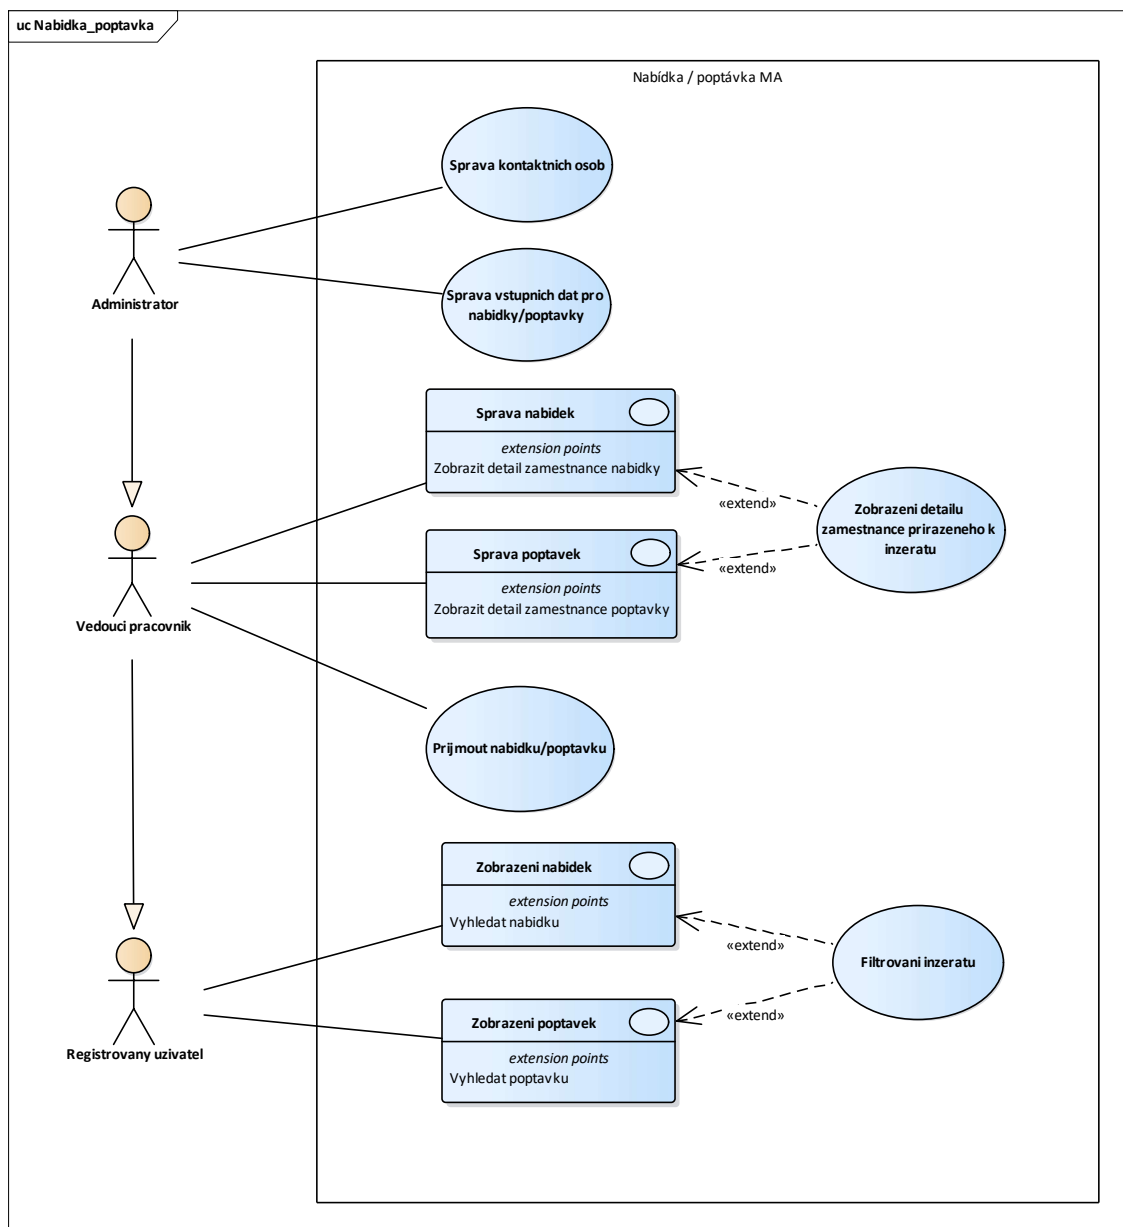 uc Nabidka_poptavka
Nabídka / poptávka MA
Sprava kontaktnich osob
Administrator
Sprava vstupnich dat pro
nabidky/poptavky
Sprava nabidek
extension points
Zobrazit detail zamestnance nabidky
«extend»
Zobrazeni detailu
zamestnance prirazeneho k
inzeratu
Sprava poptavek
extension points
Zobrazit detail zamestnance poptavky
«extend»
Vedouci pracovnik
Prijmout nabidku/poptavku
Zobrazeni nabidek
extension points
Vyhledat nabidku
«extend»
Filtrovani inzeratu
Zobrazeni poptavek
extension points
Vyhledat poptavku
«extend»
Registrovany uzivatel